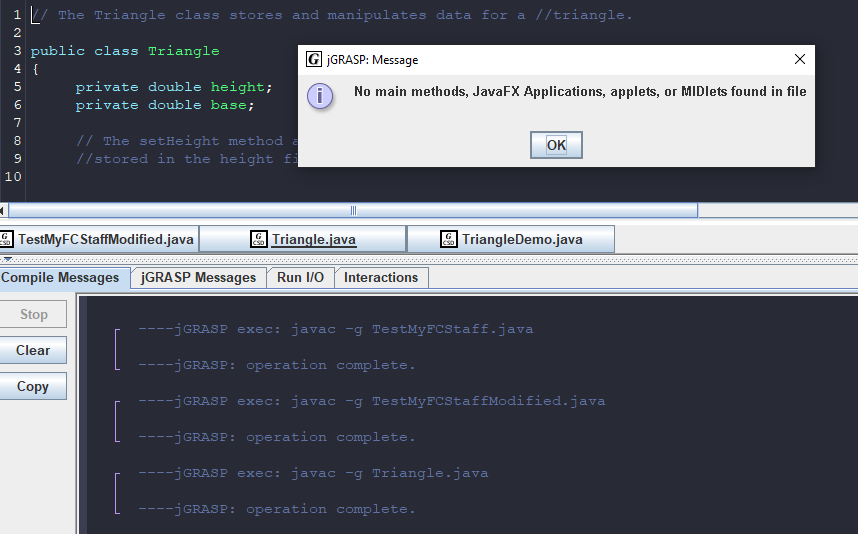 1 // The Triangle class stores and manipulates data for a //triangle.
2
3 public class Triangle
4 {
5 private double height;
6 private double base;
7
8 // The setHeight method a
9 //stored in the height fi
10
G jGRASP: Message
No main methods, JavaFX Applications, applets, or MIDlets found in file
OK
G CSD TestMyFCStaffModified.java G CSD Triangle.java G CSD TriangleDemo.java
Compile Messages jGRASP Messages Run I/O Interactions
Stop
Clear
Copy
----jGRASP exec: javac -g TestMyFCStaff.java
----jGRASP: operation complete.
----jGRASP exec: javac -g TestMyFCStaffModified.java
----jGRASP: operation complete.
----jGRASP exec: javac -g Triangle.java
----jGRASP: operation complete.